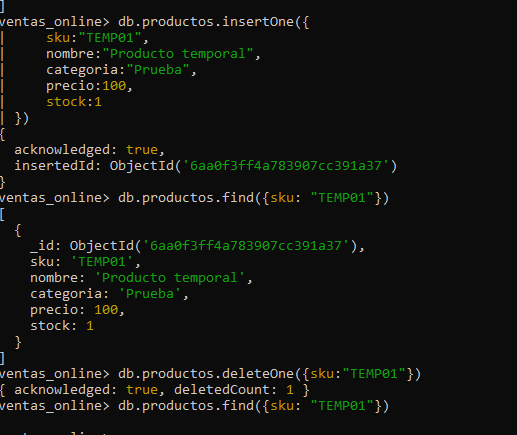 ]
ventas_online> db.productos.insertOne({
|     sku:"TEMP01",
|     nombre:"Producto temporal",
|     categoria:"Prueba",
|     precio:100,
|     stock:1
| })
{
  acknowledged: true,
  insertedId: ObjectId('6aa0f3ff4a783907cc391a37')
}
ventas_online> db.productos.find({sku: "TEMP01"})
[
  {
    _id: ObjectId('6aa0f3ff4a783907cc391a37'),
    sku: 'TEMP01',
    nombre: 'Producto temporal',
    categoria: 'Prueba',
    precio: 100,
    stock: 1
  }
]
ventas_online> db.productos.deleteOne({sku:"TEMP01"})
{ acknowledged: true, deletedCount: 1 }
ventas_online> db.productos.find({sku: "TEMP01"})